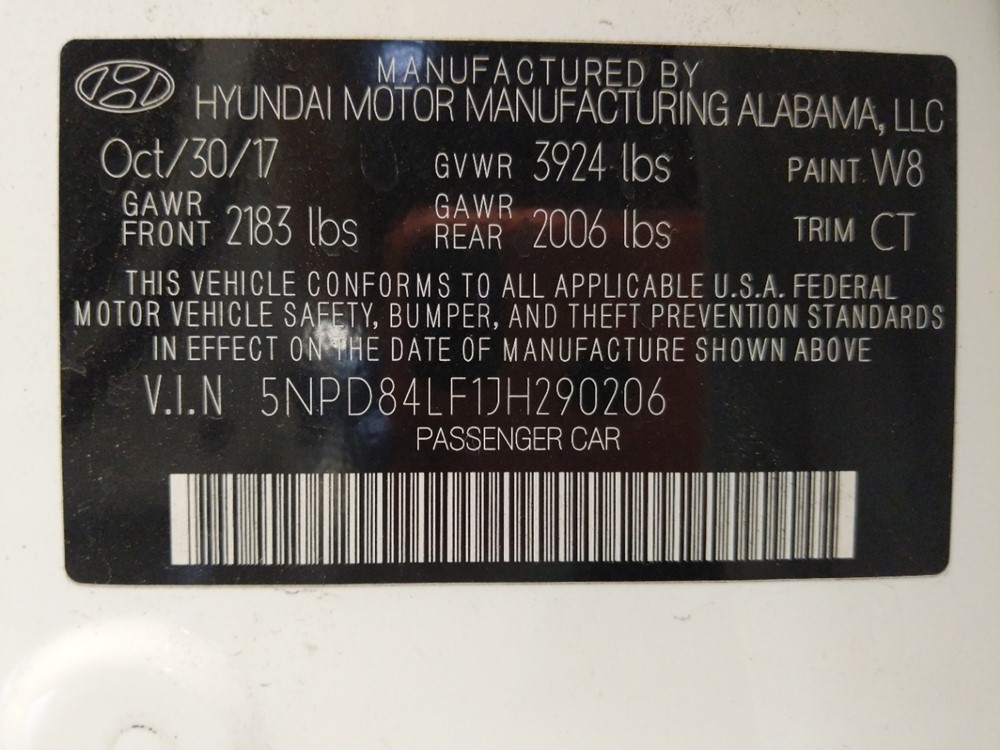 MANUFACTURED BY
HYUNDAI MOTOR MANUFACTURING ALABAMA, LLC
Oct/30/17 GVWR 3924 lbs PAINT W8
GAWR FRONT 2183 lbs GAWR REAR 2006 lbs TRIM CT
THIS VEHICLE CONFORMS TO ALL APPLICABLE U.S.A. FEDERAL
MOTOR VEHICLE SAFETY, BUMPER, AND THEFT PREVENTION STANDARDS
IN EFFECT ON THE DATE OF MANUFACTURE SHOWN ABOVE
V.I.N 5NPD84LF1JH290206
PASSENGER CAR